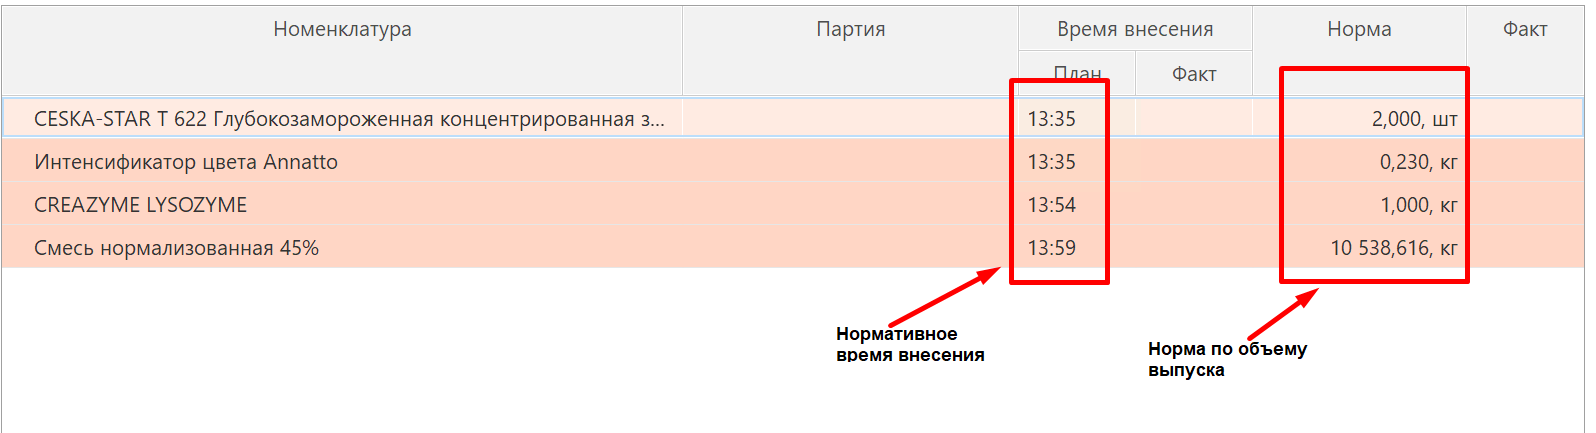 Номенклатура Партия Время внесения Норма Факт
План Факт
CESKA-STAR T 622 Глубокозамороженная концентрированная з... 13:35 2,000, шт
Интенсификатор цвета Annatto 13:35 0,230, кг
CREAZYME LYSOZYME 13:54 1,000, кг
Смесь нормализованная 45% 13:59 10 538,616, кг
Нормативное
время внесения
Норма по объему
выпуска